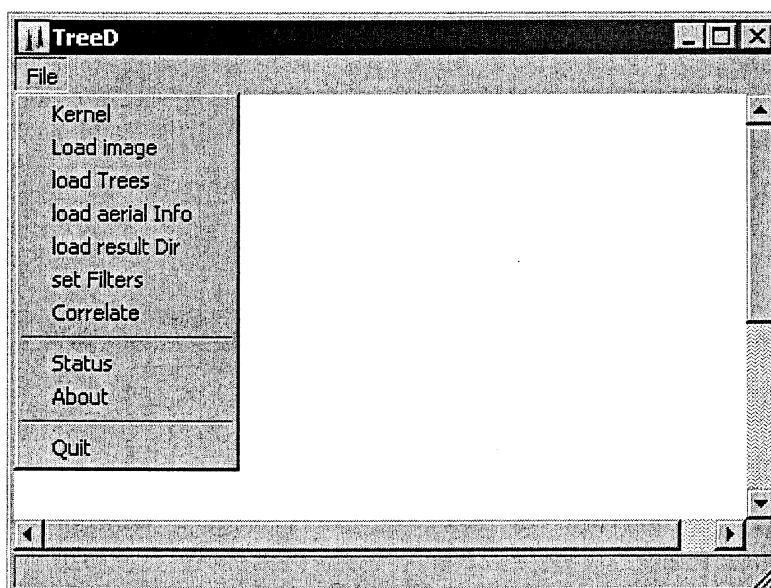 TreeD
File
Kernel
Load image
load Trees
load aerial Info
load result Dir
set Filters
Correlate
Status
About
Quit